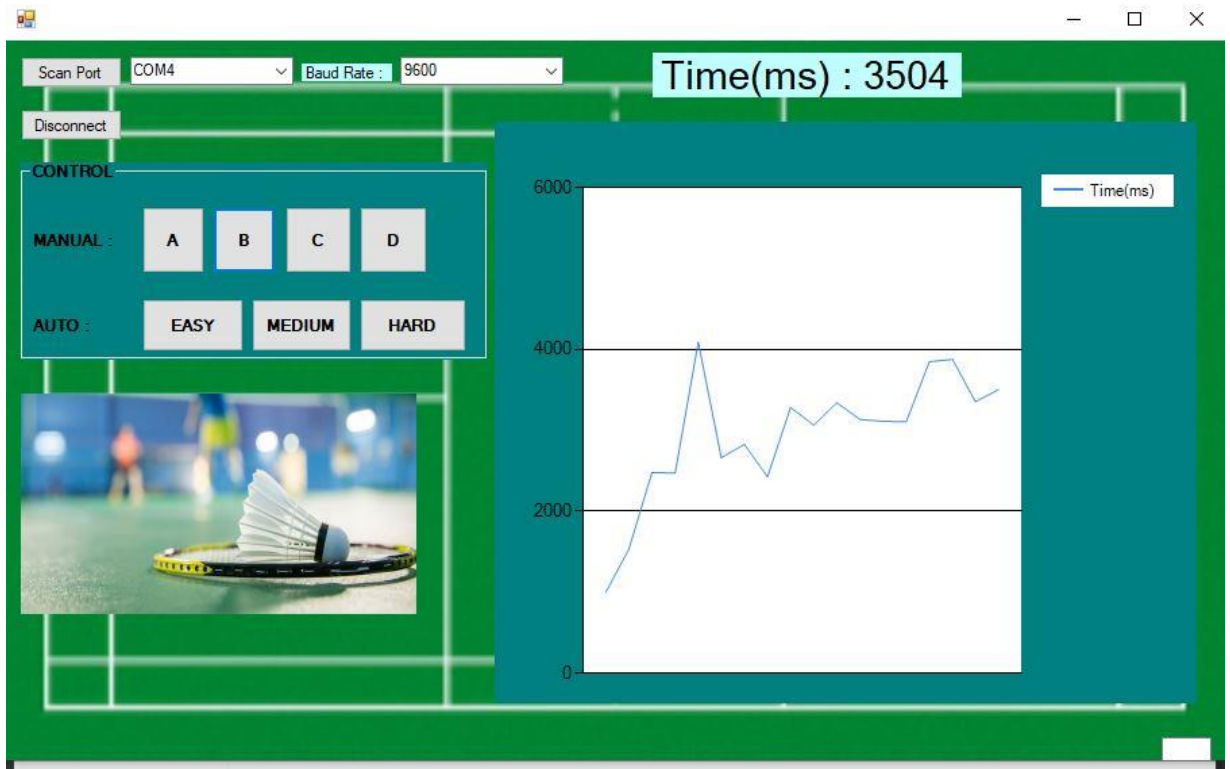 Scan Port COM4 Baud Rate : 9600 Time(ms) : 3504
Disconnect
CONTROL
MANUAL : A B C D
AUTO : EASY MEDIUM HARD
6000
4000
2000
0
Time(ms)